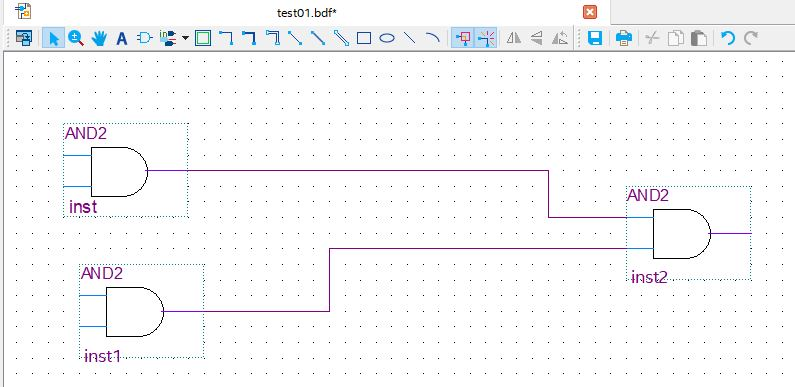 test01.bdf*
A
AND2
inst
AND2
inst2
AND2
inst1